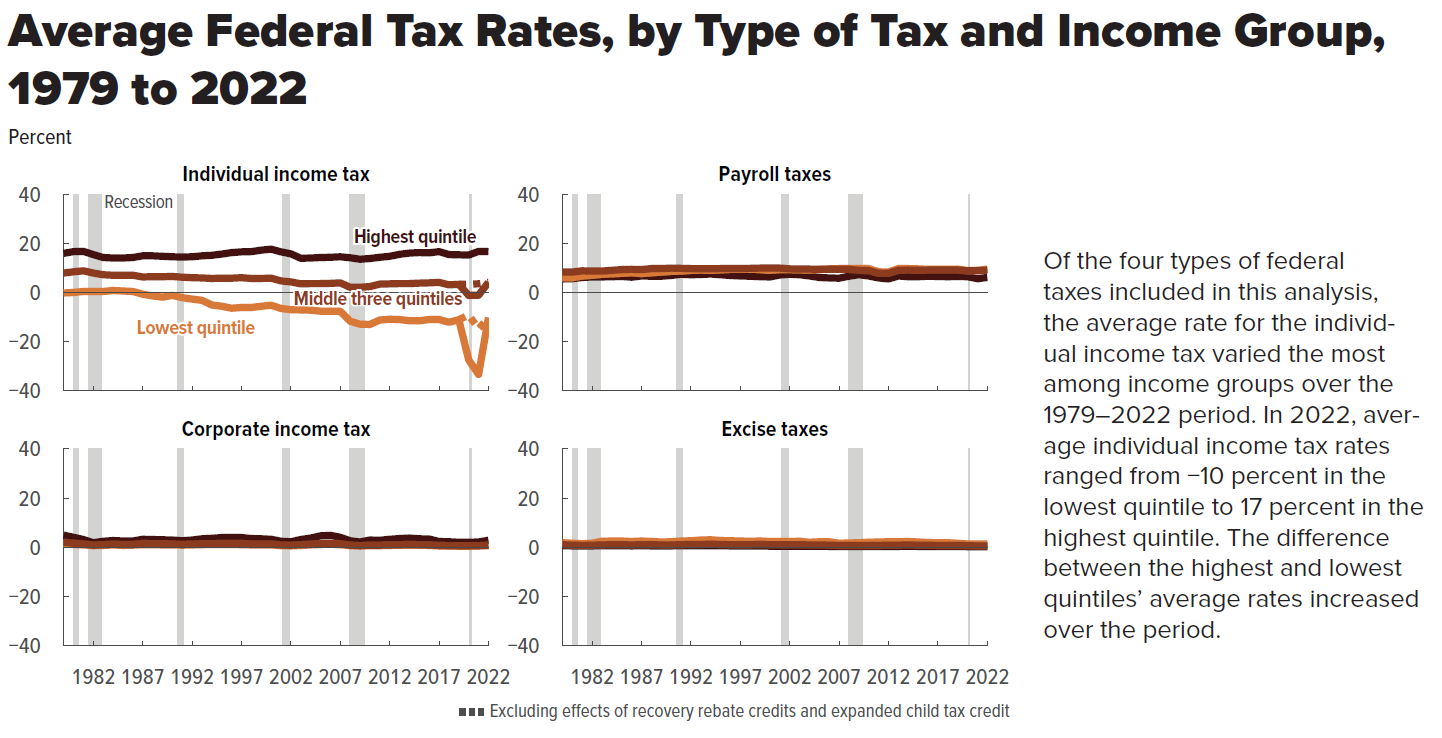 Average Federal Tax Rates, by Type of Tax and Income Group,
1979 to 2022
Percent
Individual income tax
40
20
0
−20
−40
Recession
Highest quintile
Middle three quintiles
Lowest quintile
Payroll taxes
40
20
0
−20
−40
Corporate income tax
40
20
0
−20
−40
1982 1987 1992 1997 2002 2007 2012 2017 2022
Excise taxes
40
20
0
−20
−40
1982 1987 1992 1997 2002 2007 2012 2017 2022
Excluding effects of recovery rebate credits and expanded child tax credit
Of the four types of federal
taxes included in this analysis,
the average rate for the individ-
ual income tax varied the most
among income groups over the
1979–2022 period. In 2022, aver-
age individual income tax rates
ranged from −10 percent in the
lowest quintile to 17 percent in the
highest quintile. The difference
between the highest and lowest
quintiles’ average rates increased
over the period.